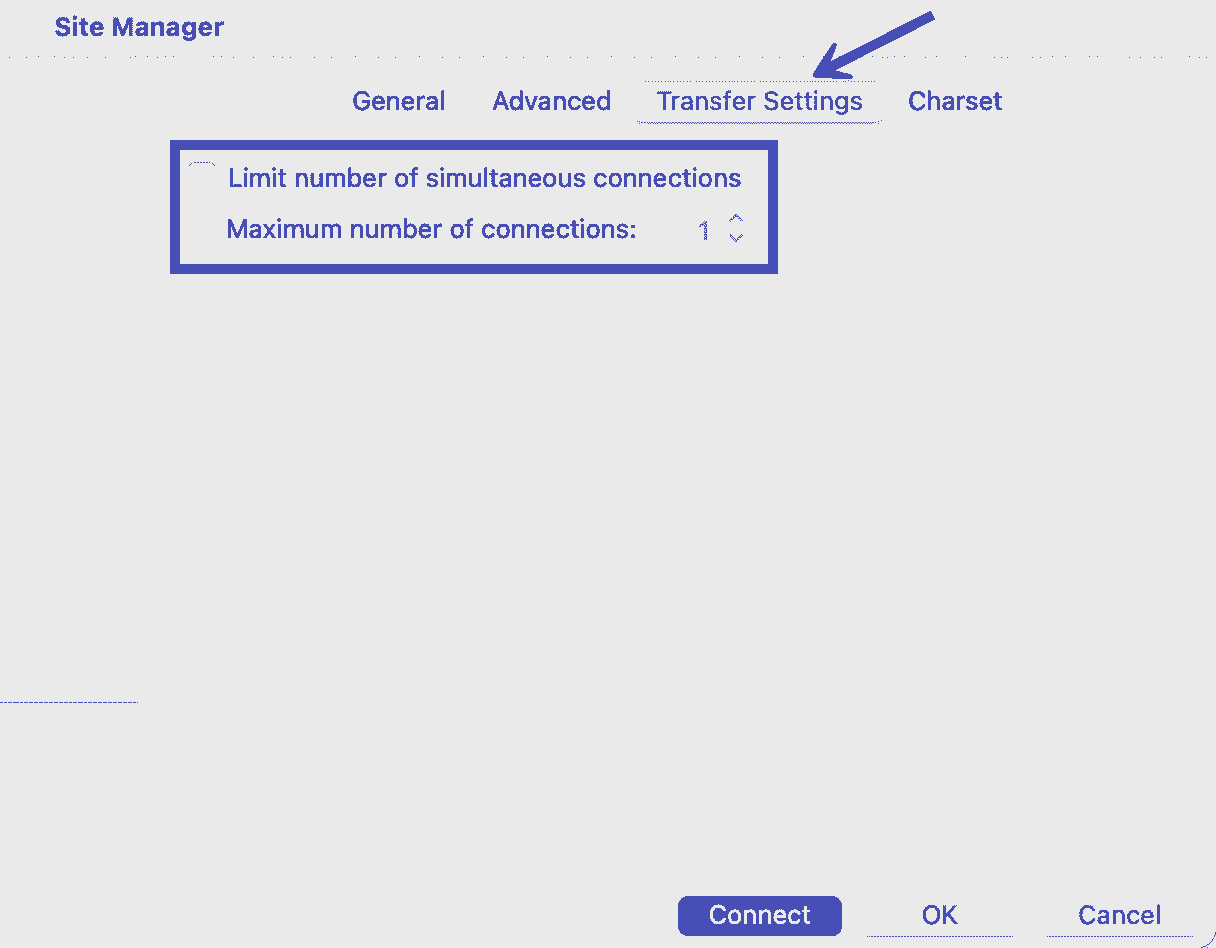 Site Manager
General Advanced Transfer Settings Charset
Limit number of simultaneous connections
Maximum number of connections: 1
Connect OK Cancel